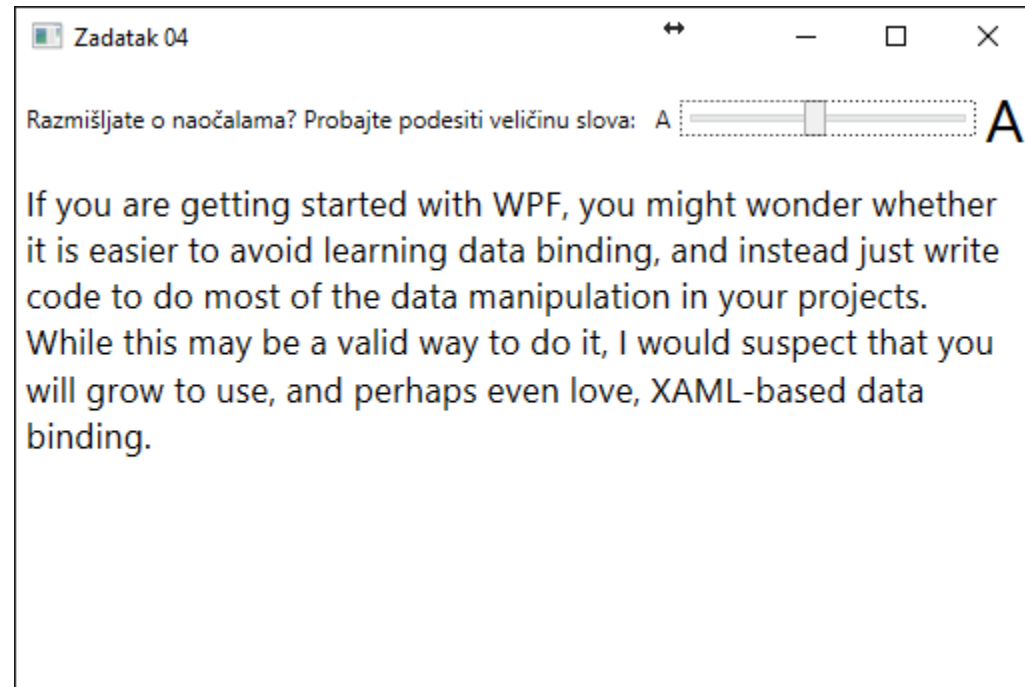 Zadatak 04
Razmišljate o naočalama? Probajte podesiti veličinu slova: A A
If you are getting started with WPF, you might wonder whether
it is easier to avoid learning data binding, and instead just write
code to do most of the data manipulation in your projects.
While this may be a valid way to do it, I would suspect that you
will grow to use, and perhaps even love, XAML-based data
binding.